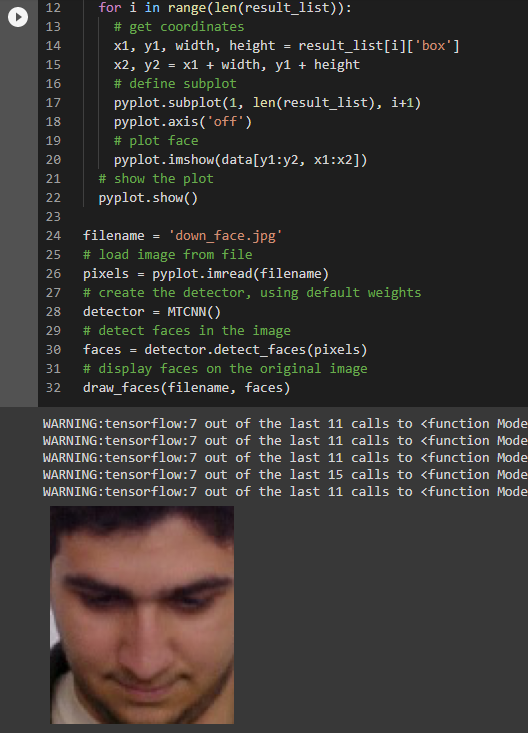 12 for i in range(len(result_list)):
13 # get coordinates
14 x1, y1, width, height = result_list[i]['box']
15 x2, y2 = x1 + width, y1 + height
16 # define subplot
17 pyplot.subplot(1, len(result_list), i+1)
18 pyplot.axis('off')
19 # plot face
20 pyplot.imshow(data[y1:y2, x1:x2])
21 # show the plot
22 pyplot.show()
23
24 filename = 'down_face.jpg'
25 # load image from file
26 pixels = pyplot.imread(filename)
27 # create the detector, using default weights
28 detector = MTCNN()
29 # detect faces in the image
30 faces = detector.detect_faces(pixels)
31 # display faces on the original image
32 draw_faces(filename, faces)
WARNING:tensorflow:7 out of the last 11 calls to <function Mode
WARNING:tensorflow:7 out of the last 11 calls to <function Mode
WARNING:tensorflow:7 out of the last 11 calls to <function Mode
WARNING:tensorflow:7 out of the last 15 calls to <function Mode
WARNING:tensorflow:7 out of the last 11 calls to <function Mode